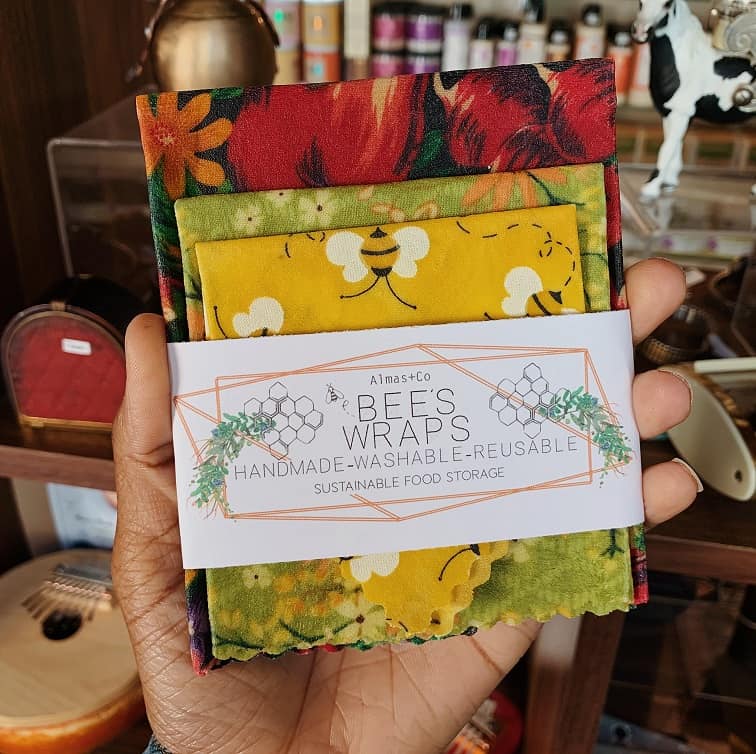 Almas+Co
BEE'S
WRAPS
HANDMADE-WASHABLE-REUSABLE
SUSTAINABLE FOOD STORAGE